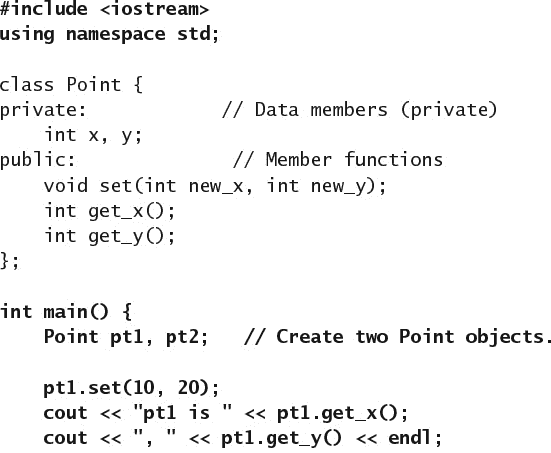 #include <iostream>
using namespace std;

class Point {
private:            // Data members (private)
    int x, y;
public:              // Member functions
    void set(int new_x, int new_y);
    int get_x();
    int get_y();
};

int main() {
    Point pt1, pt2;   // Create two Point objects.

    pt1.set(10, 20);
    cout << "pt1 is " << pt1.get_x();
    cout << ", " << pt1.get_y() << endl;